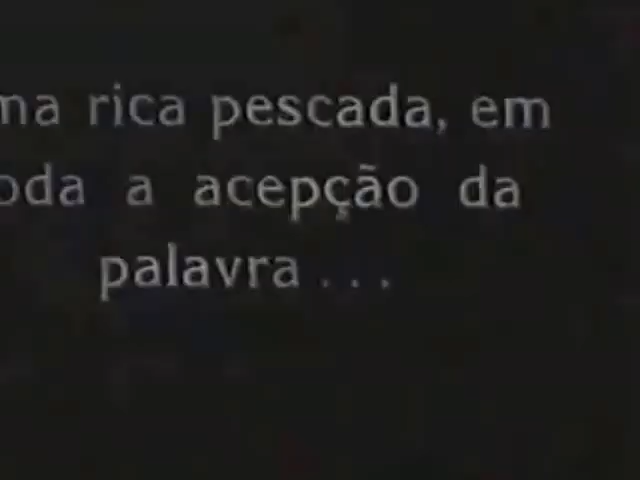 ma rica pescada, em
oda a acepção da
palavra...